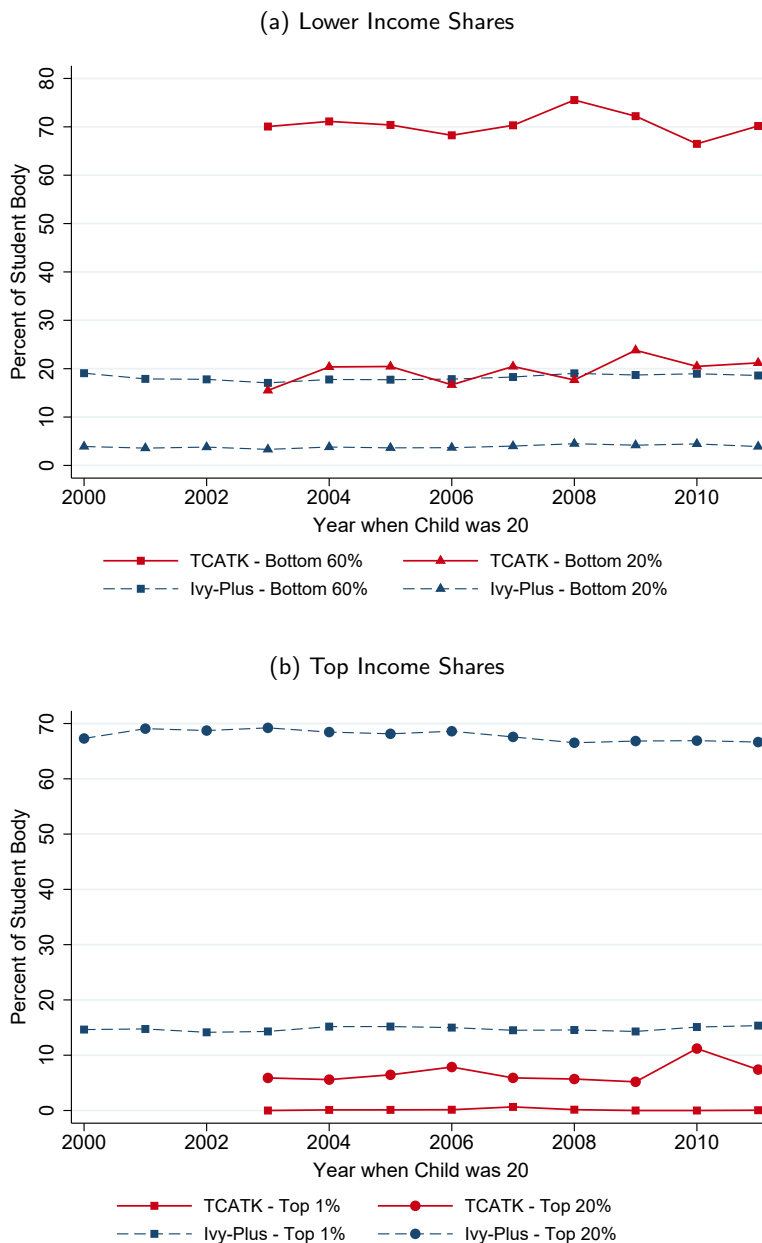 (a) Lower Income Shares
80
70
60
50
40
30
20
10
0
Percent of Student Body
2000 2002 2004 2006 2008 2010
Year when Child was 20
TCATK - Bottom 60% TCATK - Bottom 20%
Ivy-Plus - Bottom 60% Ivy-Plus - Bottom 20%
(b) Top Income Shares
70
60
50
40
30
20
10
0
Percent of Student Body
2000 2002 2004 2006 2008 2010
Year when Child was 20
TCATK - Top 1% TCATK - Top 20%
Ivy-Plus - Top 1% Ivy-Plus - Top 20%